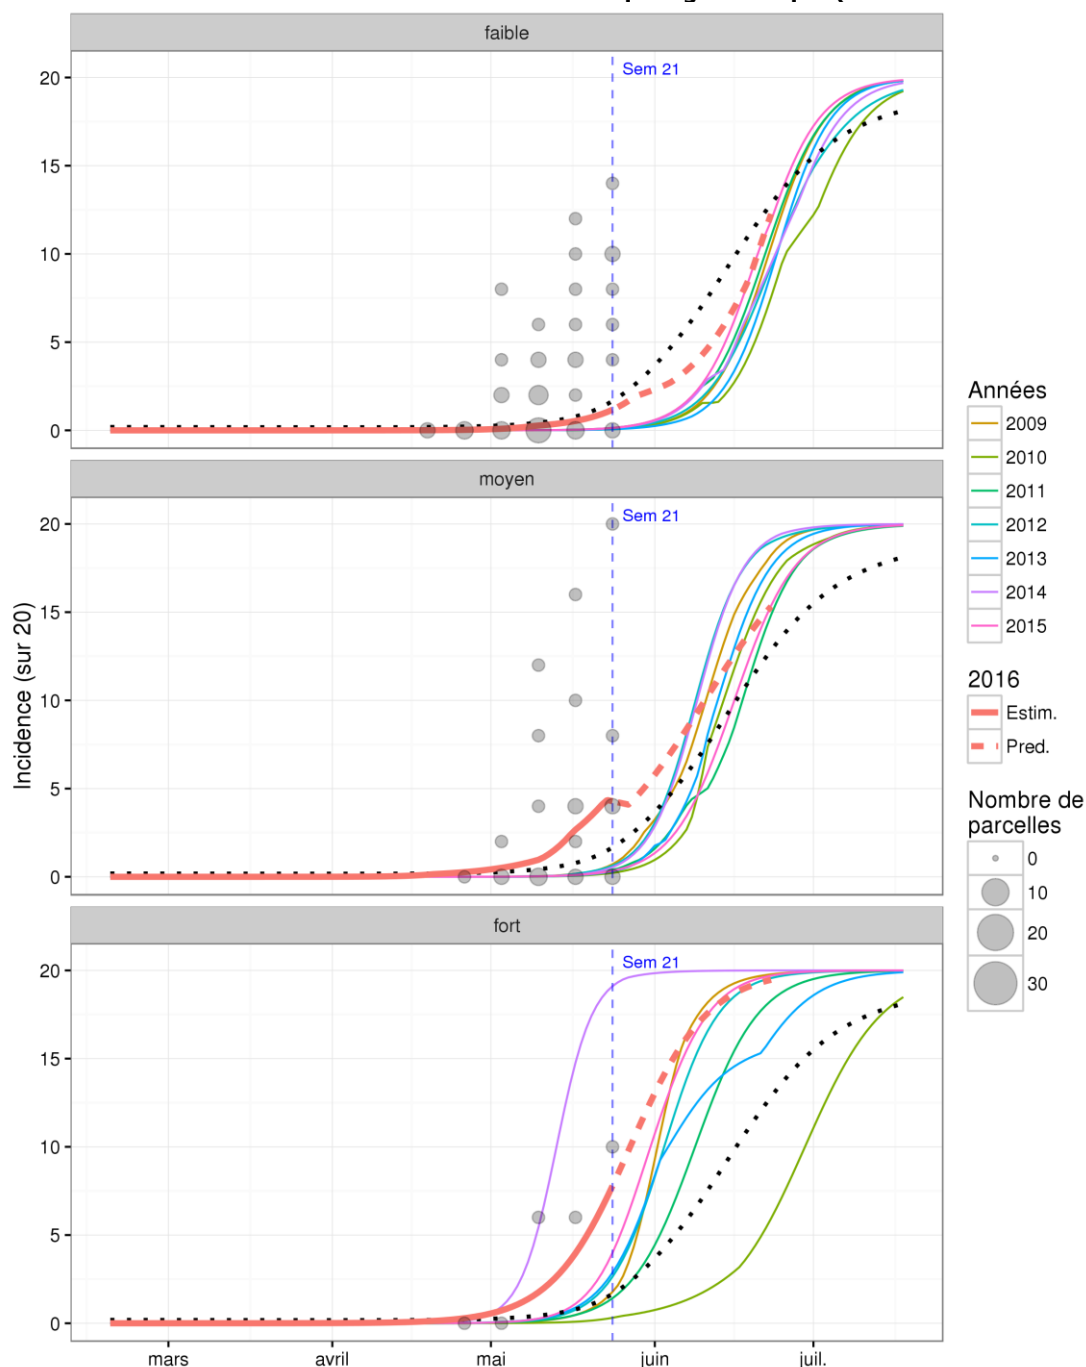 faible
Sem 21
20
15
10
5
0
moyen
Sem 21
20
15
10
5
0
fort
Sem 21
20
15
10
5
0
mars avril mai juin juil.
Incidence (sur 20)
Années
2009
2010
2011
2012
2013
2014
2015
2016
Estim.
Pred.
Nombre de
parcelles
0
10
20
30